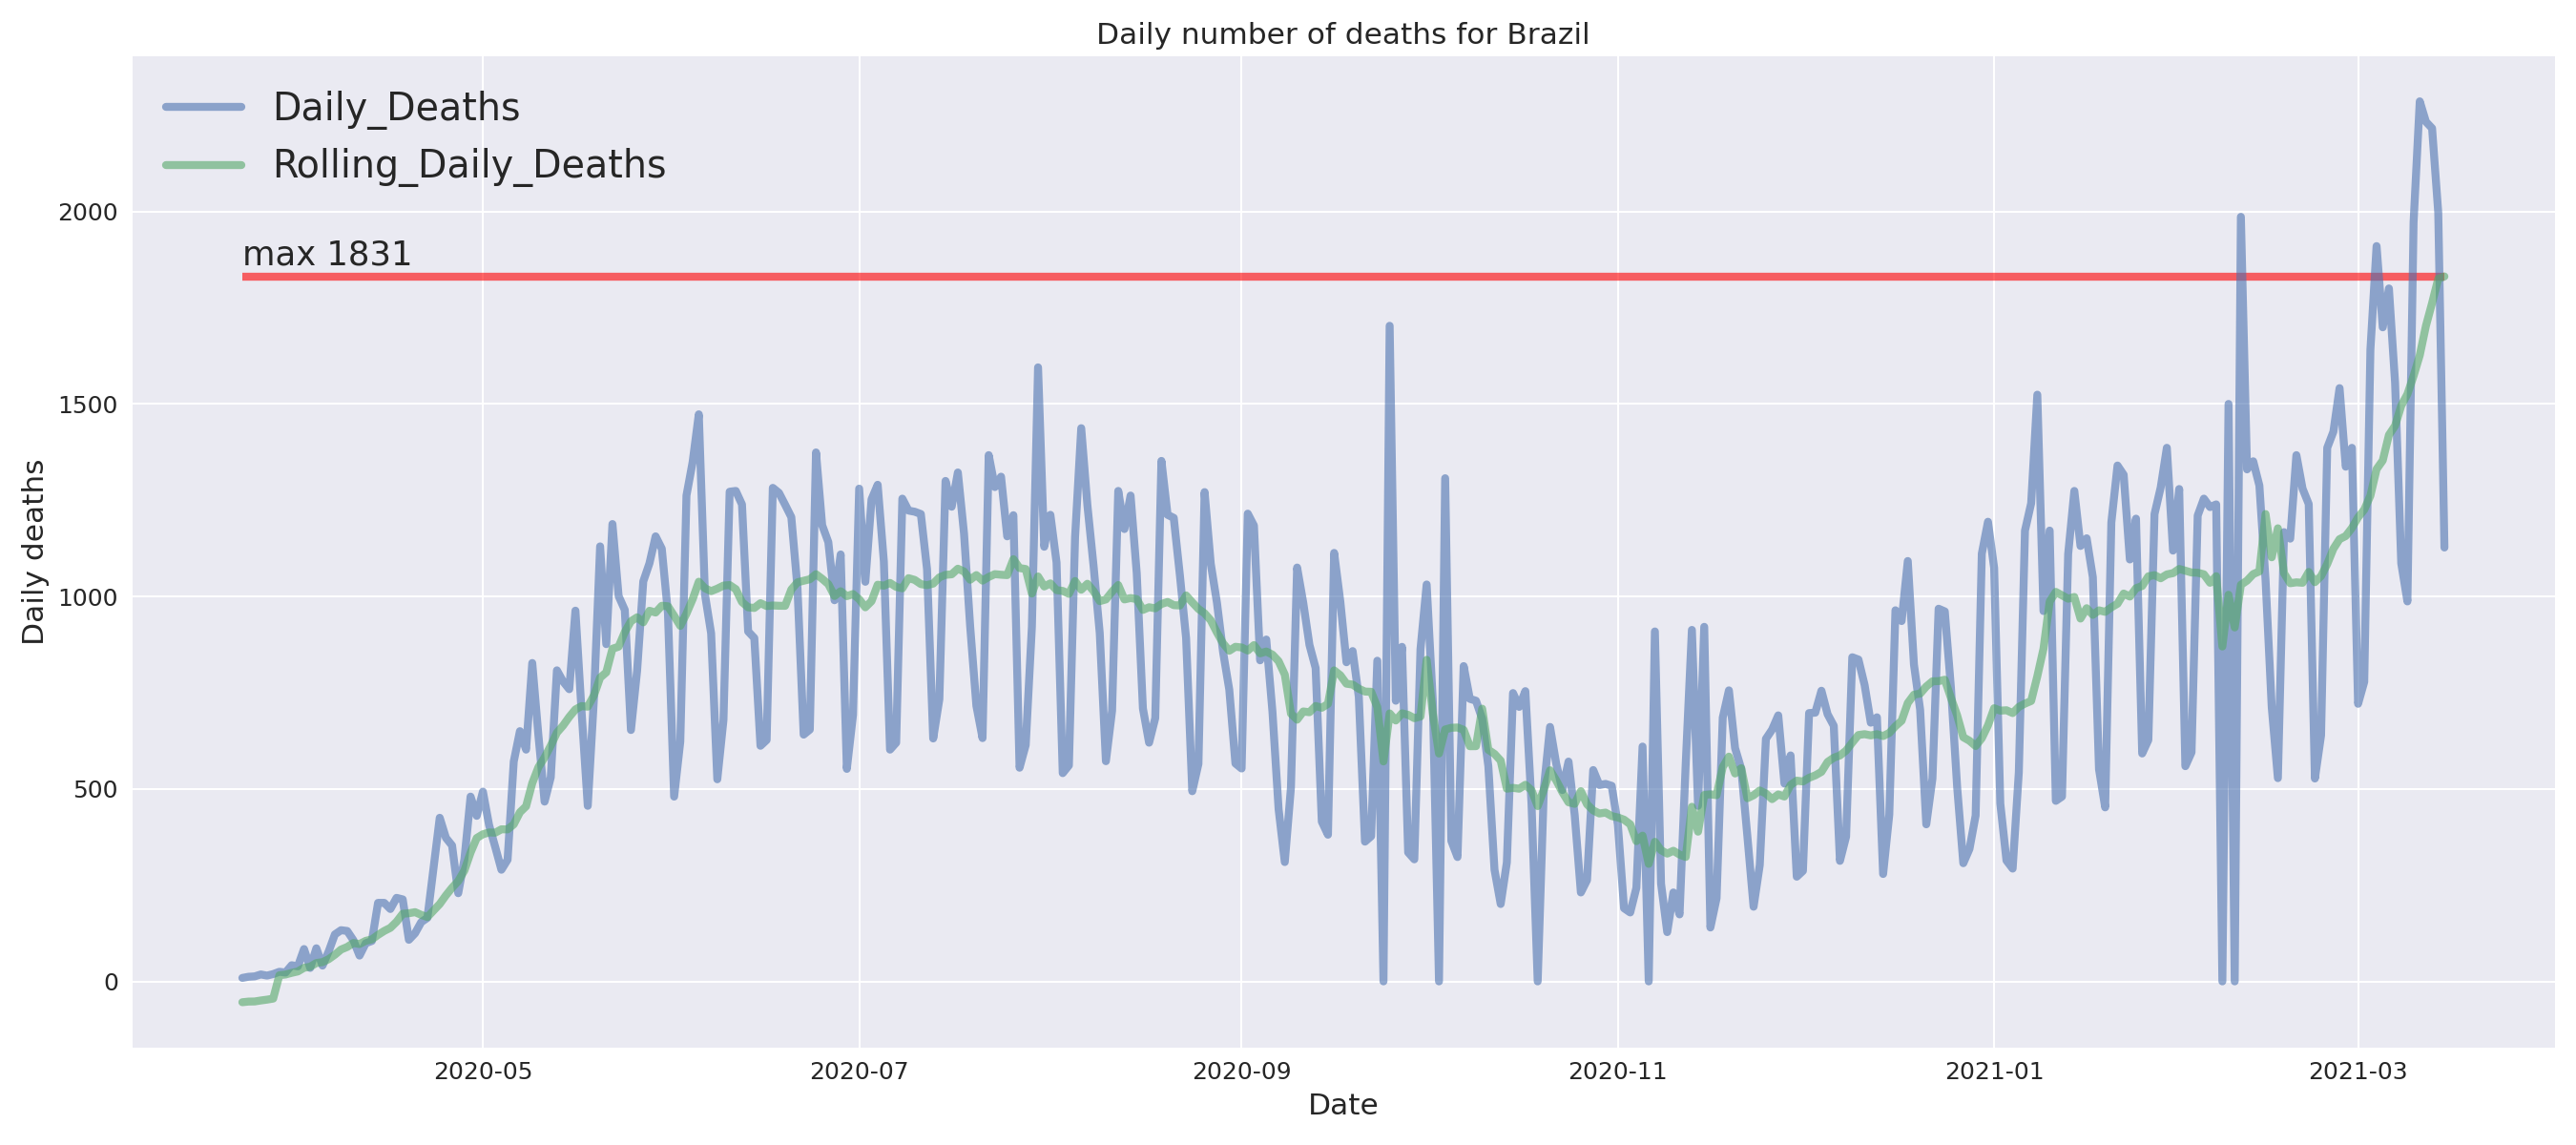 Daily number of deaths for Brazil
Daily_Deaths
Rolling_Daily_Deaths
2000
max 1831
1500
1000
500
0
Daily deaths
2020-05 2020-07 2020-09 2020-11 2021-01 2021-03
Date